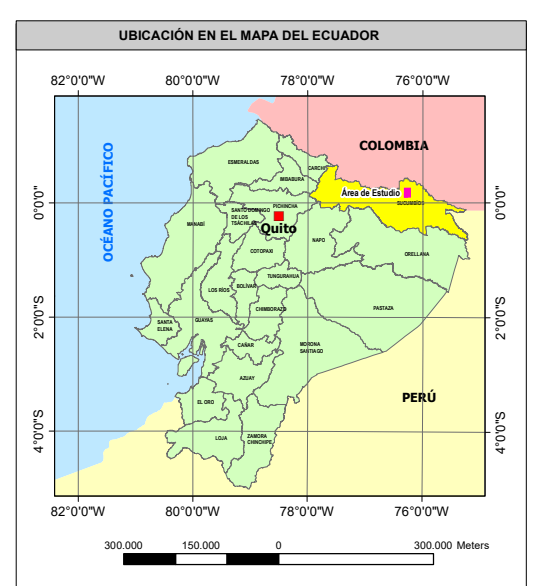 UBICACIÓN EN EL MAPA DEL ECUADOR
82°0'0"W 80°0'0"W 78°0'0"W 76°0'0"W
COLOMBIA
OCÉANO PACÍFICO
ESMERALDAS
CARCHI
IMBABURA
Área de Estudio
SUCUMBÍOS
0°0'0" 0°0'0"
PICHINCHA
SANTO DOMINGO
DE LOS
TSÁCHILAS
MANABÍ
Quito
NAPO
ORELLANA
COTOPAXI
TUNGURAHUA
BOLÍVAR
LOS RÍOS
CHIMBORAZO
PASTAZA
2°0'0"S 2°0'0"S
SANTA
ELENA
GUAYAS
CAÑAR
MORONA
SANTIAGO
AZUAY
PERÚ
EL ORO
4°0'0"S 4°0'0"S
LOJA
ZAMORA
CHINCHIPE
82°0'0"W 80°0'0"W 78°0'0"W 76°0'0"W
300.000 150.000 0 300.000 Meters